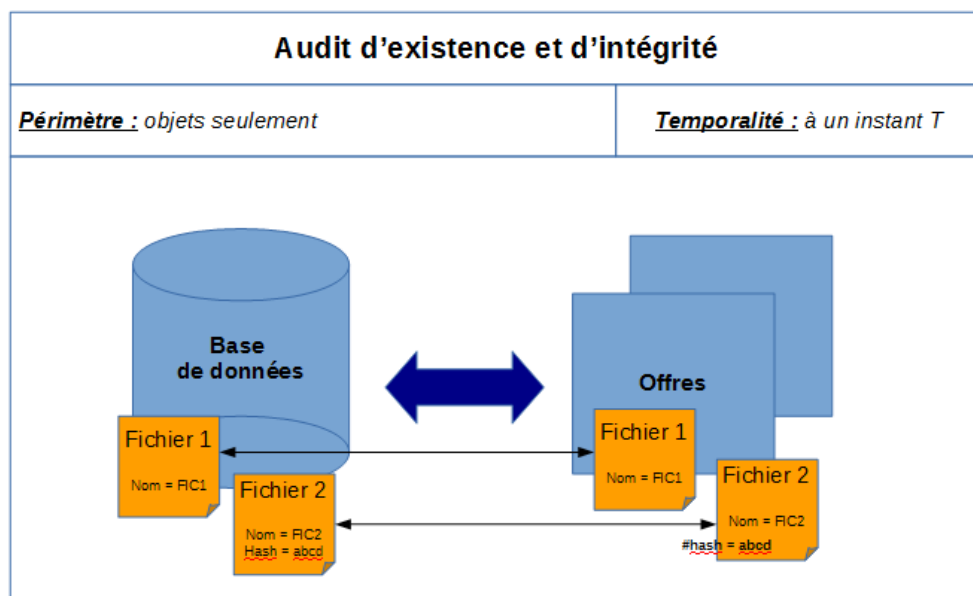 Audit d’existence et d’intégrité
Périmètre : objets seulement
Temporalité : à un instant T
Base
de données
Offres
Fichier 1
Nom = FIC1
Fichier 2
Nom = FIC2
Hash = abcd
Fichier 1
Nom = FIC1
Fichier 2
Nom = FIC2
#hash = abcd